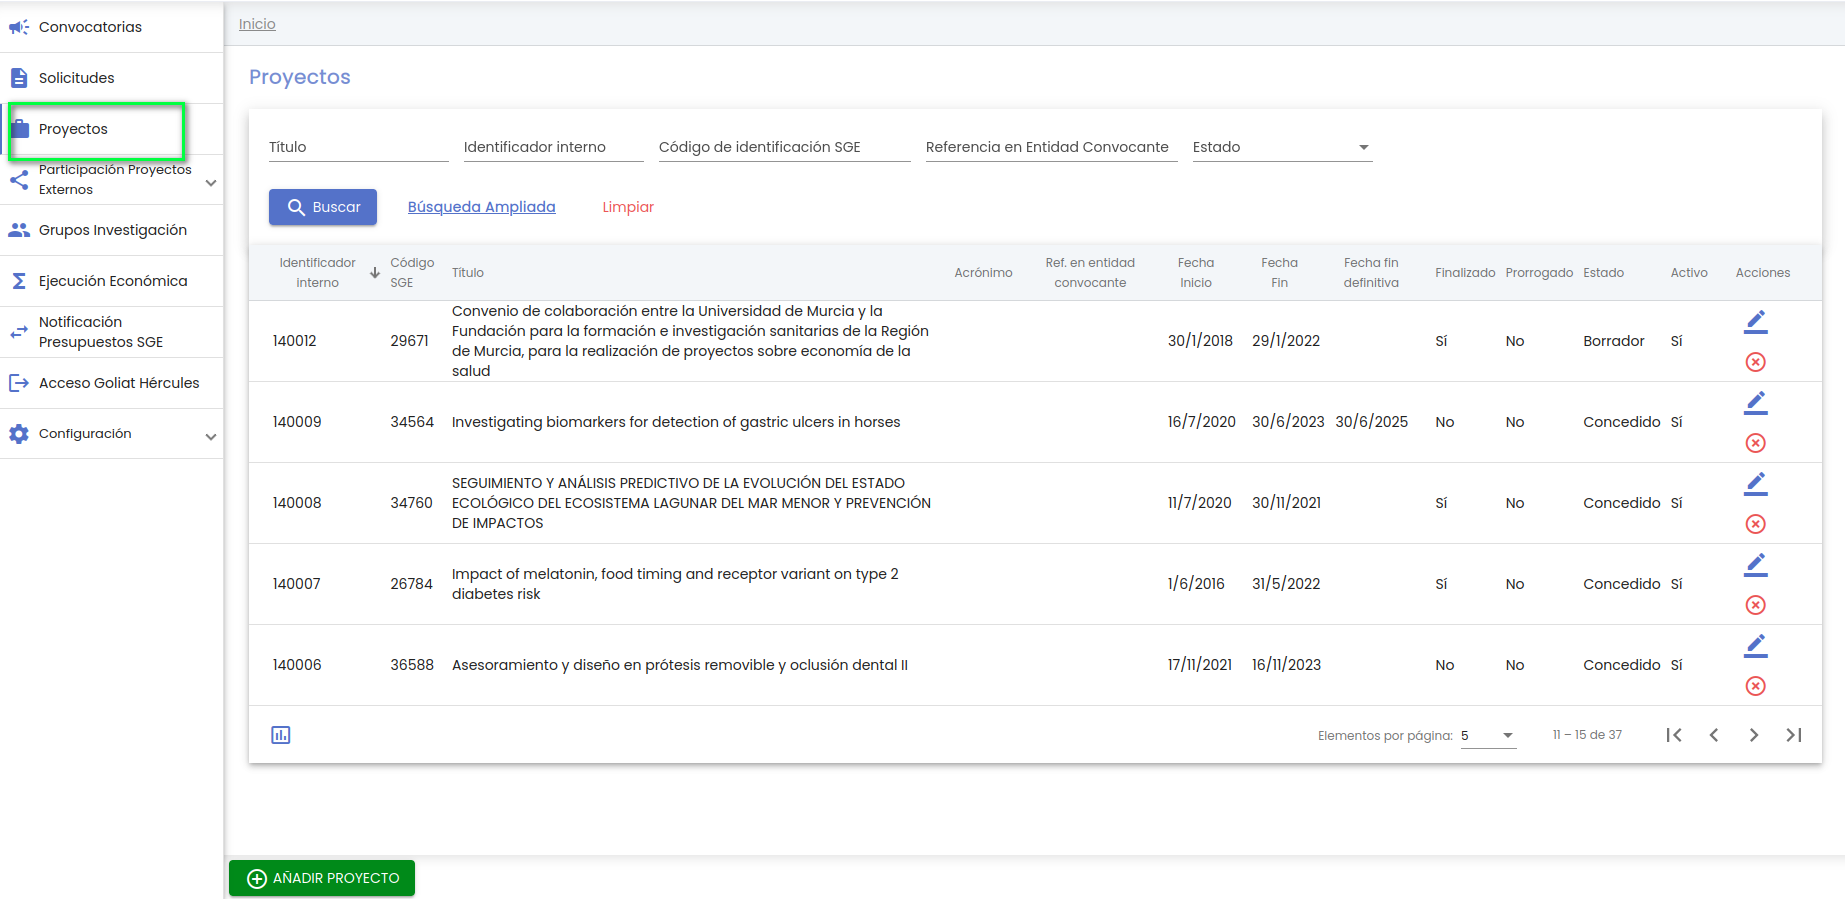 Convocatorias
Solicitudes
Proyectos
Participación Proyectos
Externos
Grupos Investigación
Ejecución Económica
Notificación
Presupuestos SGE
Acceso Goliat Hércules
Configuración
Inicio
Proyectos
Título
Identificador interno
Código de identificación SGE
Referencia en Entidad Convocante
Estado
Buscar
Búsqueda Ampliada
Limpiar
Identificador
interno
Código
SGE
Título
Acrónimo
Ref. en entidad
convocante
Fecha
Inicio
Fecha
Fin
Fecha fin
definitiva
Finalizado
Prorrogado
Estado
Activo
Acciones
140012
29671
Convenio de colaboración entre la Universidad de Murcia y la
Fundación para la formación e investigación sanitarias de la Región
de Murcia, para la realización de proyectos sobre economía de la
salud
30/1/2018
29/1/2022
Sí
No
Borrador
Sí
140009
34564
Investigating biomarkers for detection of gastric ulcers in horses
16/7/2020
30/6/2023
30/6/2025
No
No
Concedido
Sí
140008
34760
SEGUIMIENTO Y ANÁLISIS PREDICTIVO DE LA EVOLUCIÓN DEL ESTADO
ECOLÓGICO DEL ECOSISTEMA LAGUNAR DEL MAR MENOR Y PREVENCIÓN
DE IMPACTOS
11/7/2020
30/11/2021
Sí
No
Concedido
Sí
140007
26784
Impact of melatonin, food timing and receptor variant on type 2
diabetes risk
1/6/2016
31/5/2022
Sí
No
Concedido
Sí
140006
36588
Asesoramiento y diseño en prótesis removible y oclusión dental II
17/11/2021
16/11/2023
No
No
Concedido
Sí
Elementos por página:
5
11 – 15 de 37
AÑADIR PROYECTO